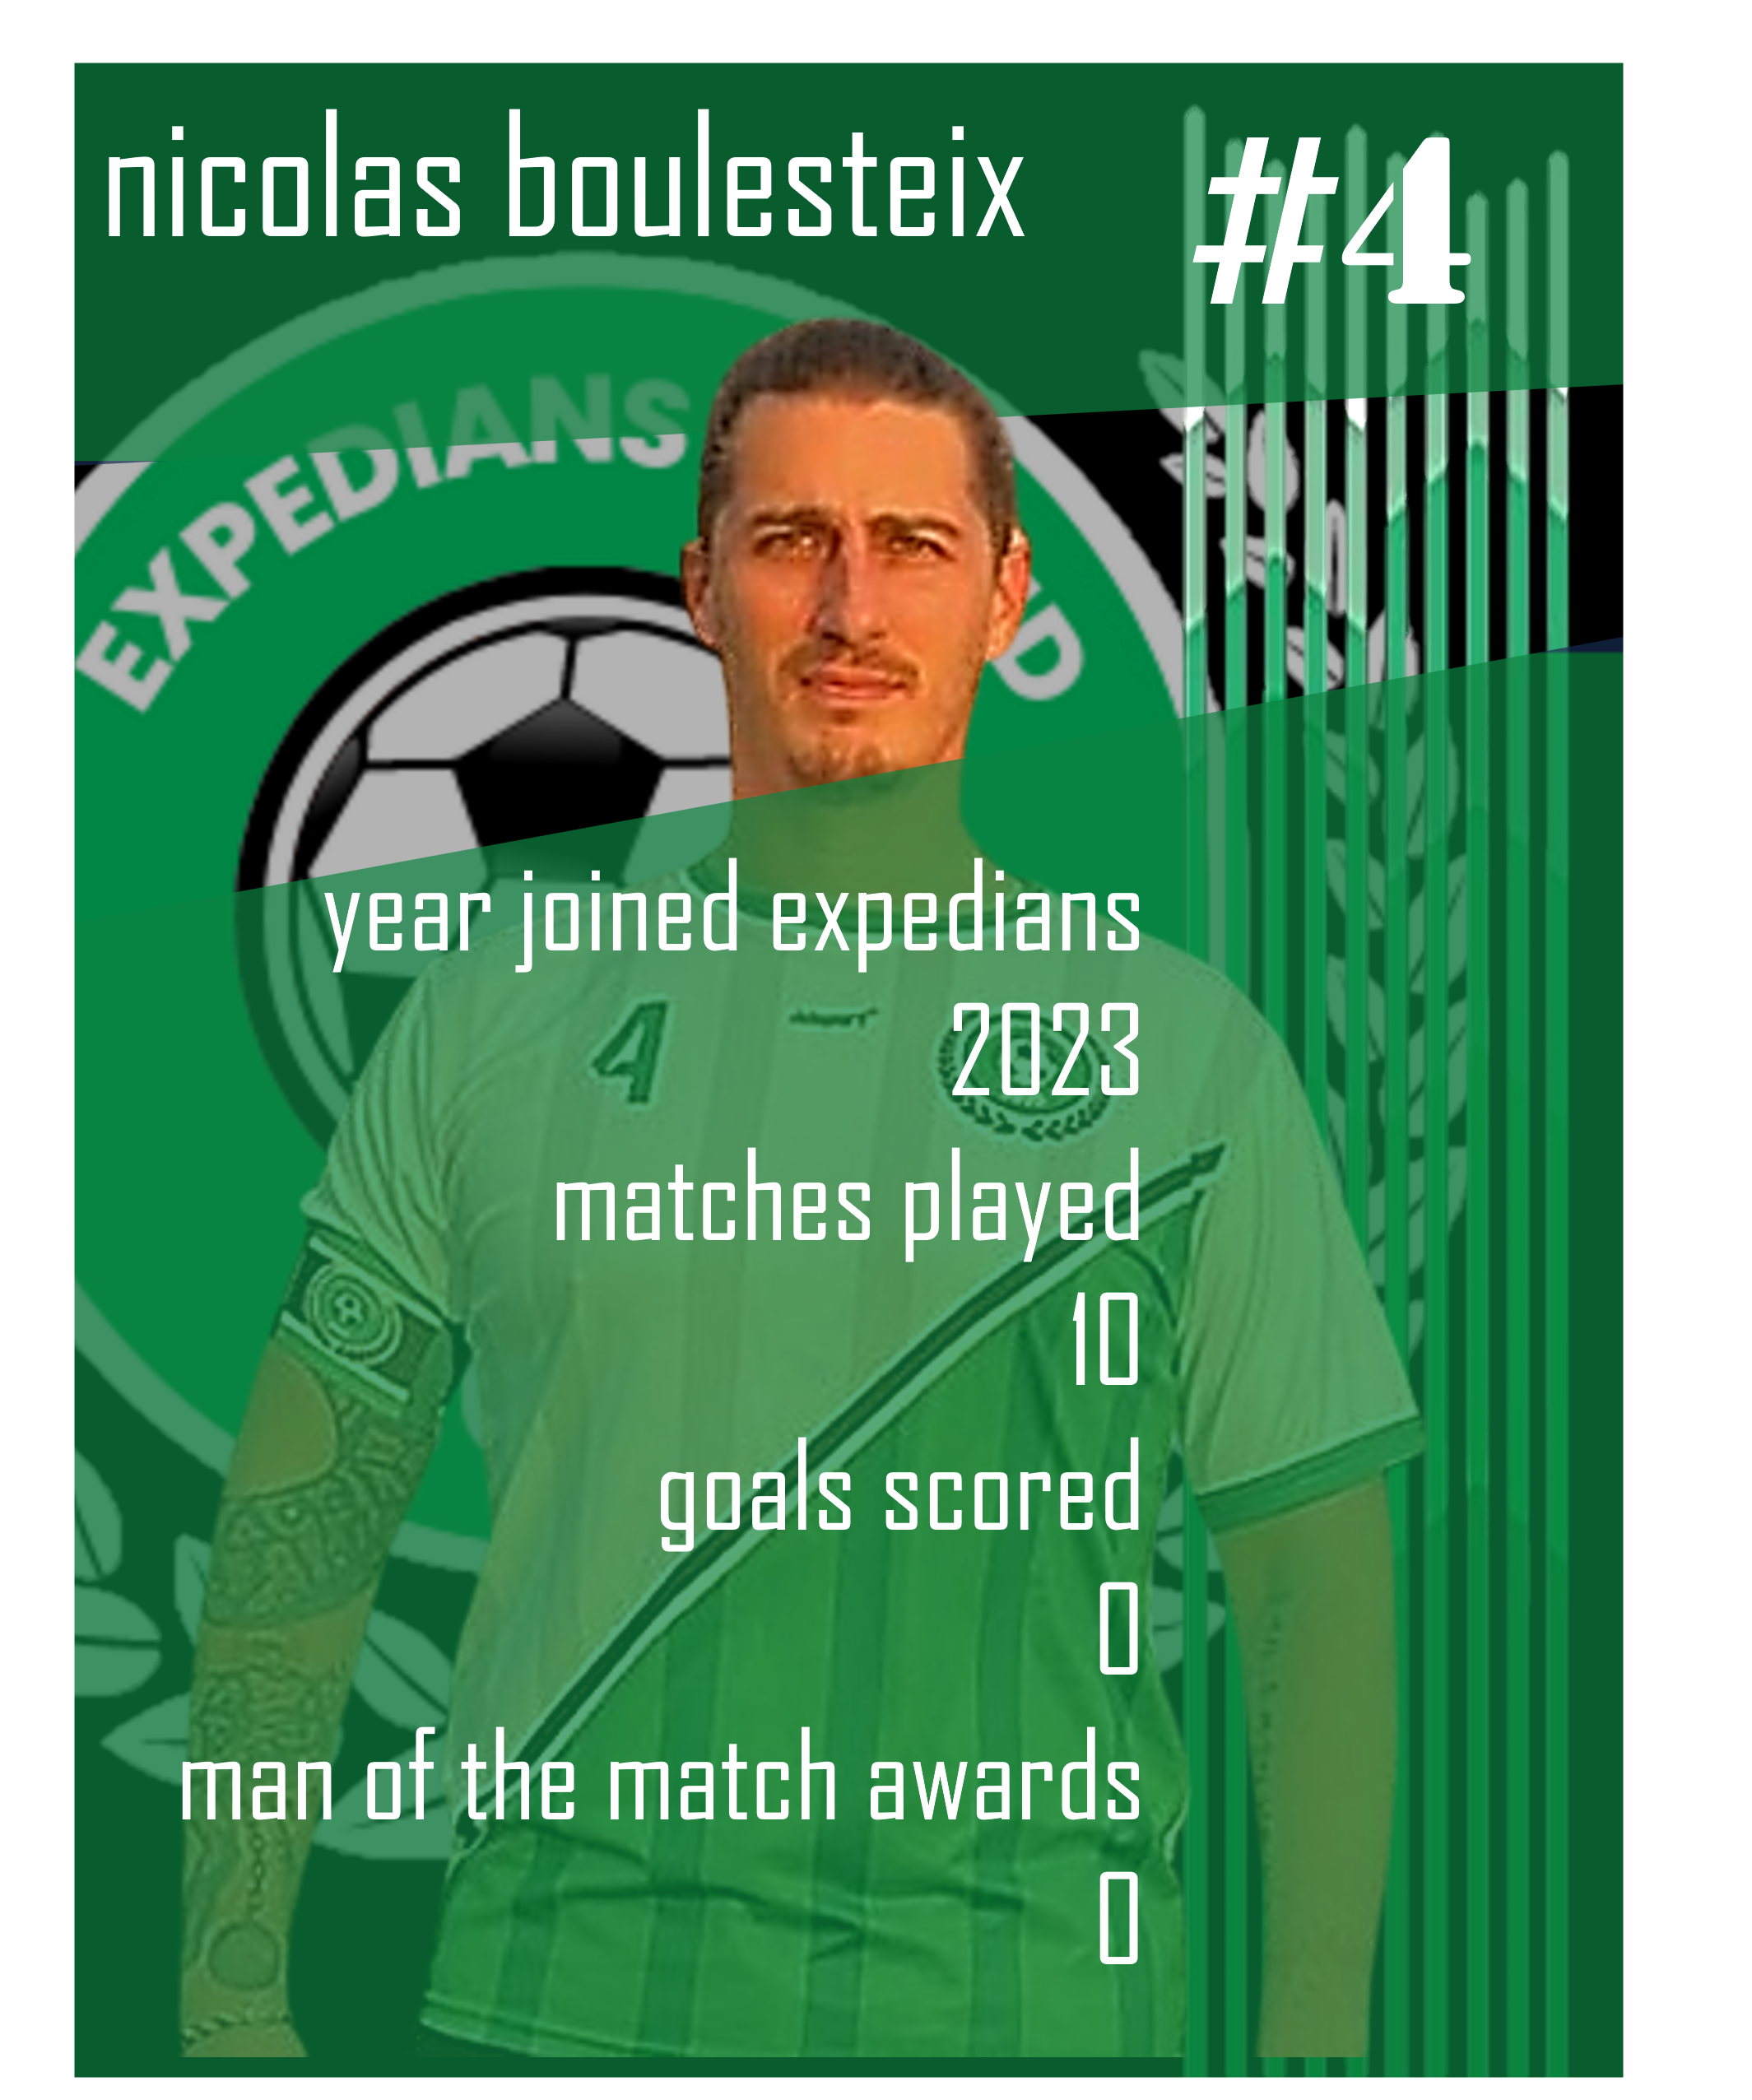 nicolas boulesteix #4
EXPEDIANS
year joined expedians
2023
matches played
10
goals scored
0
man of the match awards
0
4